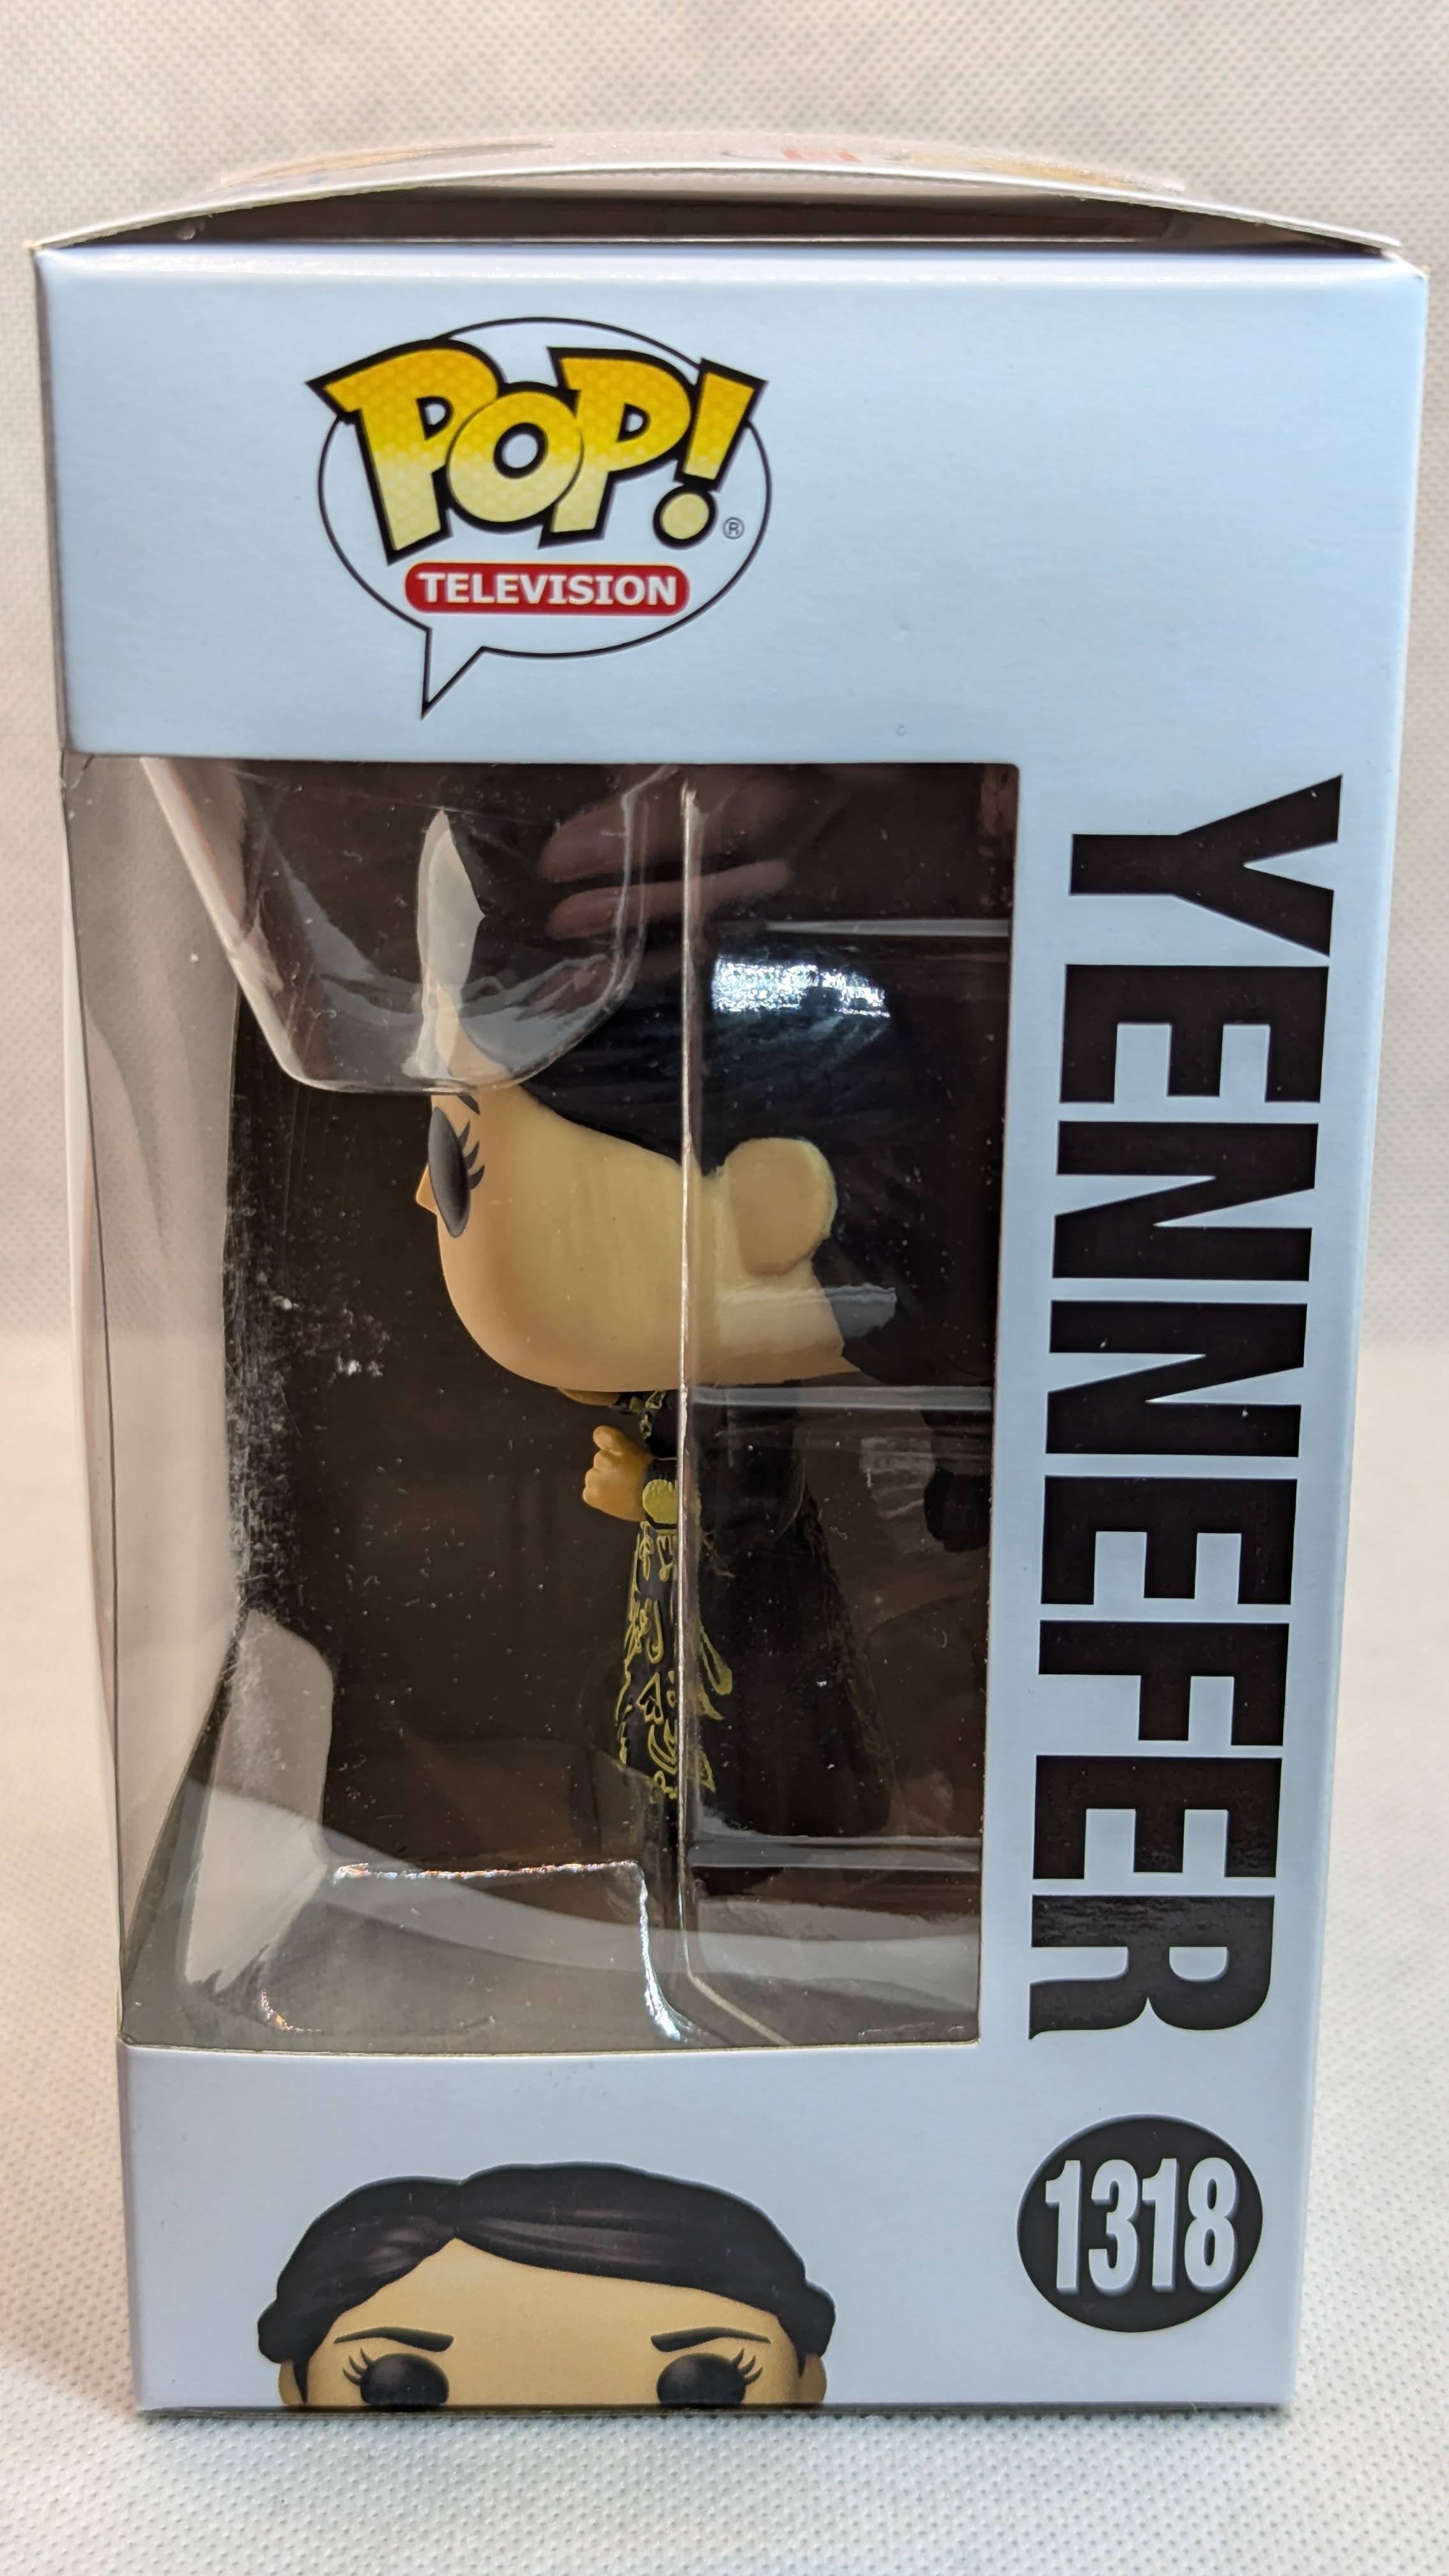 POP! ®
TELEVISION
YENNEFER
1318